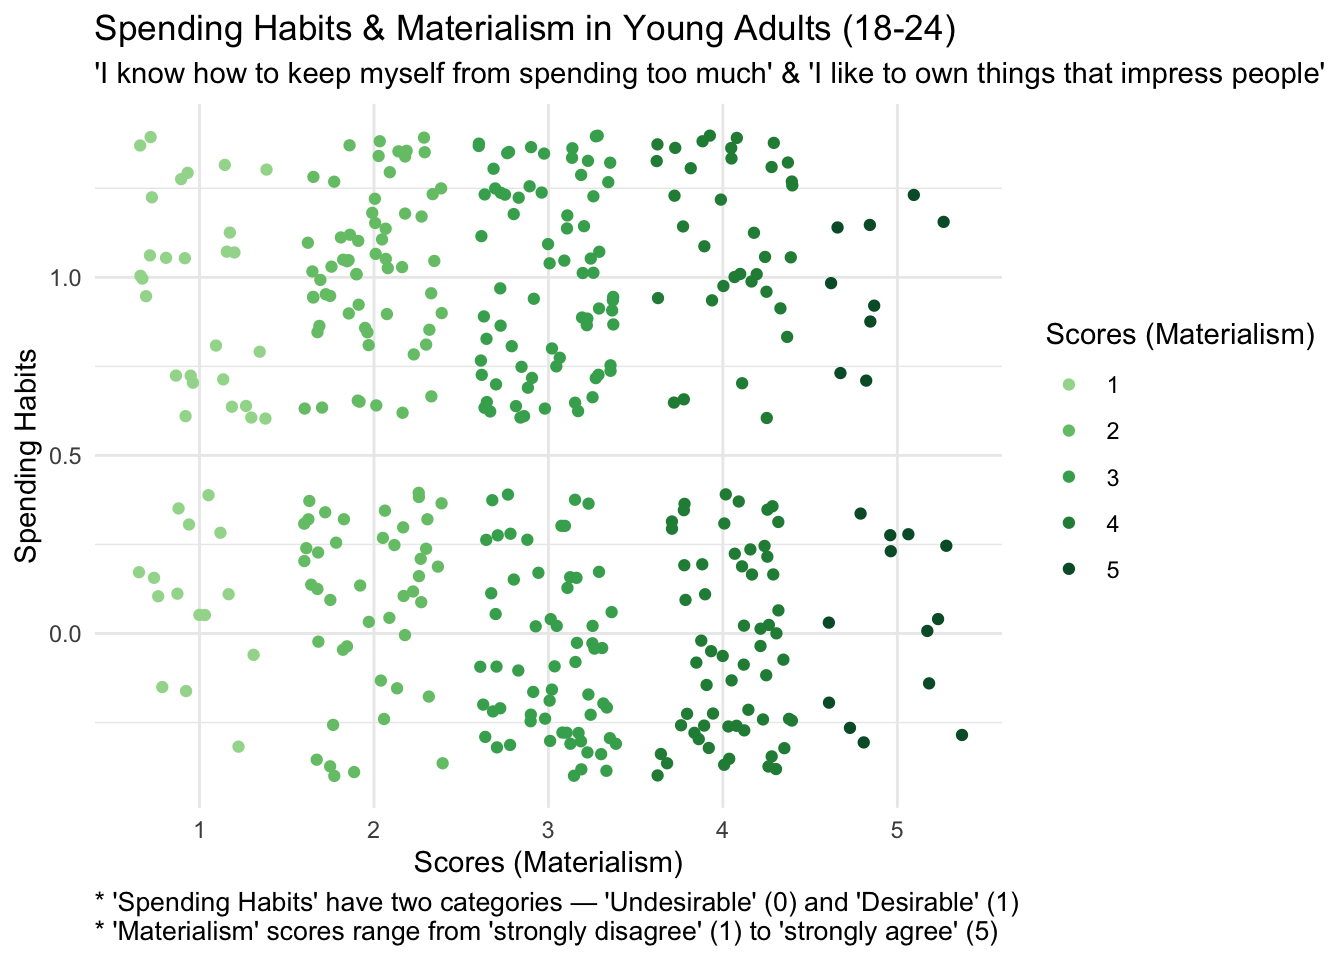 Spending Habits & Materialism in Young Adults (18-24)
'I know how to keep myself from spending too much' & 'I like to own things that impress people'
Spending Habits
1.0
0.5
0.0
1 2 3 4 5
Scores (Materialism)
Scores (Materialism)
1
2
3
4
5
* 'Spending Habits' have two categories — 'Undesirable' (0) and 'Desirable' (1)
* 'Materialism' scores range from 'strongly disagree' (1) to 'strongly agree' (5)